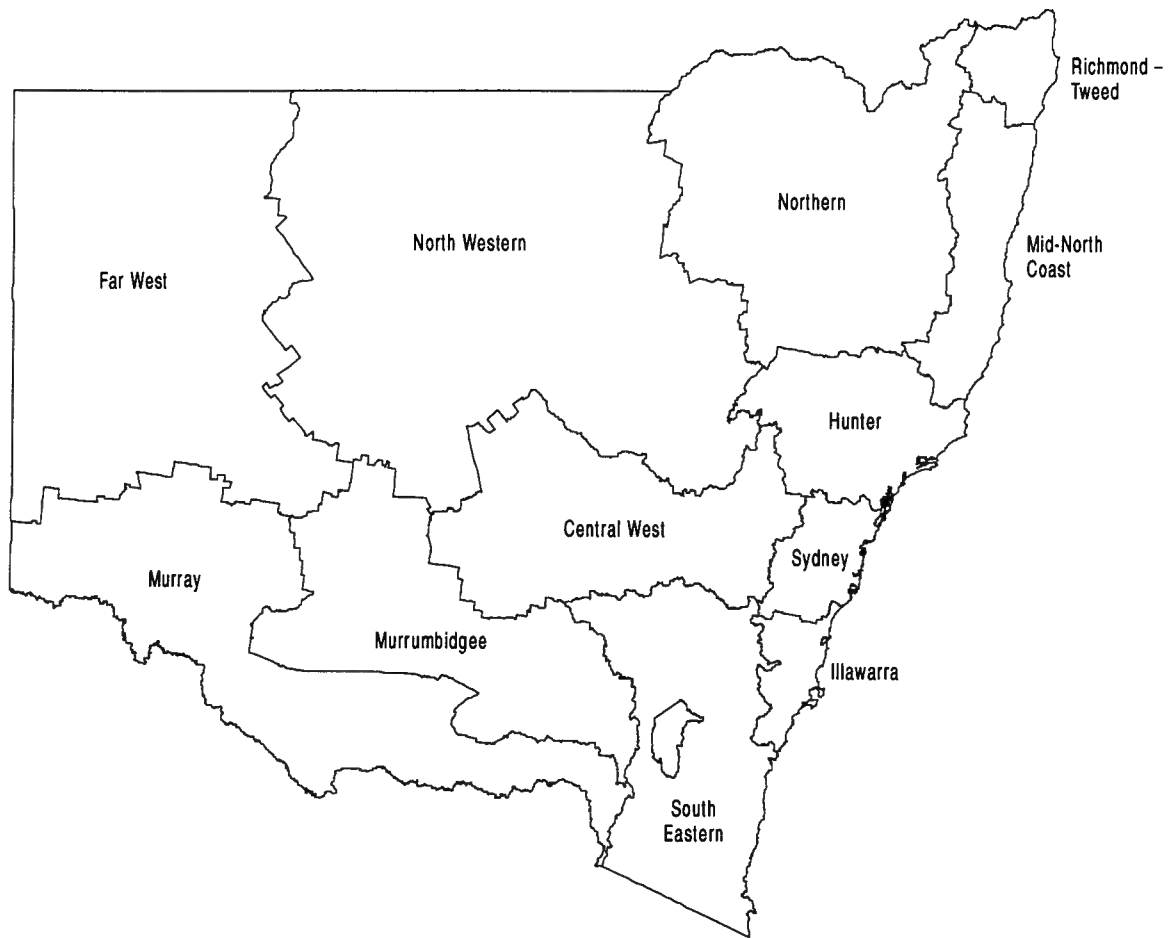 Richmond –
Tweed
Northern
North Western
Mid-North
Coast
Far West
Hunter
Central West
Sydney
Murray
Murrumbidgee
Illawarra
South
Eastern